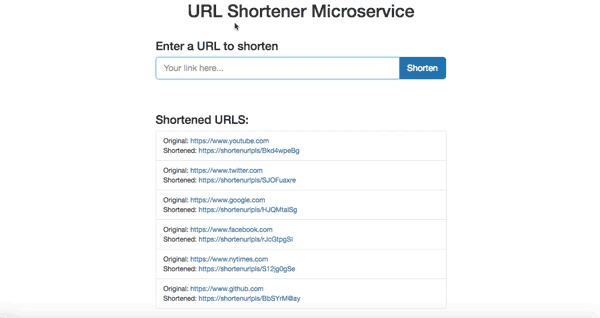 URL Shortener Microservice
Enter a URL to shorten
Your link here...
Shorten
Shortened URLS:
Original: https://www.youtube.com
Shortened: https://shortenurlpls/Bkd4wpeBg
Original: https://www.twitter.com
Shortened: https://shortenurlpls/SJOFuaxre
Original: https://www.google.com
Shortened: https://shortenurlpls/HJQMtalSg
Original: https://www.facebook.com
Shortened: https://shortenurlpls/rJcGtpgSl
Original: https://www.nytimes.com
Shortened: https://shortenurlpls/S12jg0gSe
Original: https://www.github.com
Shortened: https://shortenurlpls/BbSYrM@ay